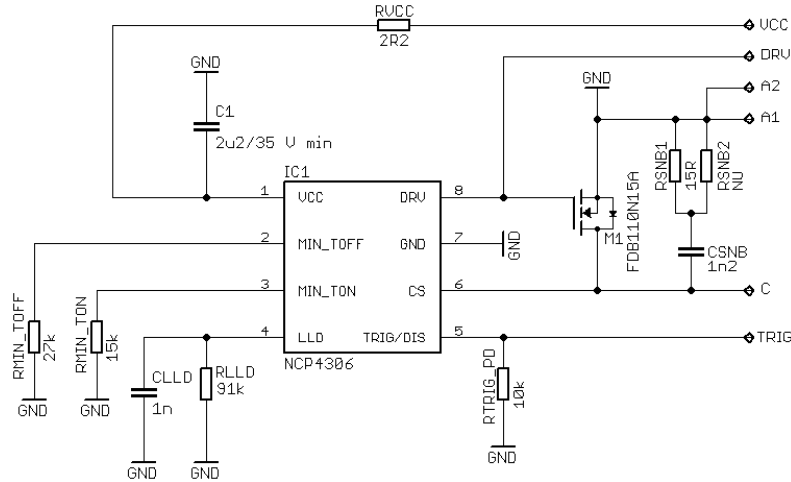 RVCC
2R2
VCC
DRV
A2
A1
GND
GND
C1
2u2/35 V min
IC1
1
VCC
DRV
8
2
MIN_TOFF
GND
7
GND
3
MIN_TON
CS
6
4
LLD
TRIG/DIS
5
NCP4306
M1
FDB110N15A
RSNB1
15R
RSNB2
NU
CSNB
1n2
C
TRIG
RMIN_TOFF
27k
GND
RMIN_TON
15k
GND
CLLD
1n
GND
RLLD
91k
GND
RTRIG_PD
10k
GND